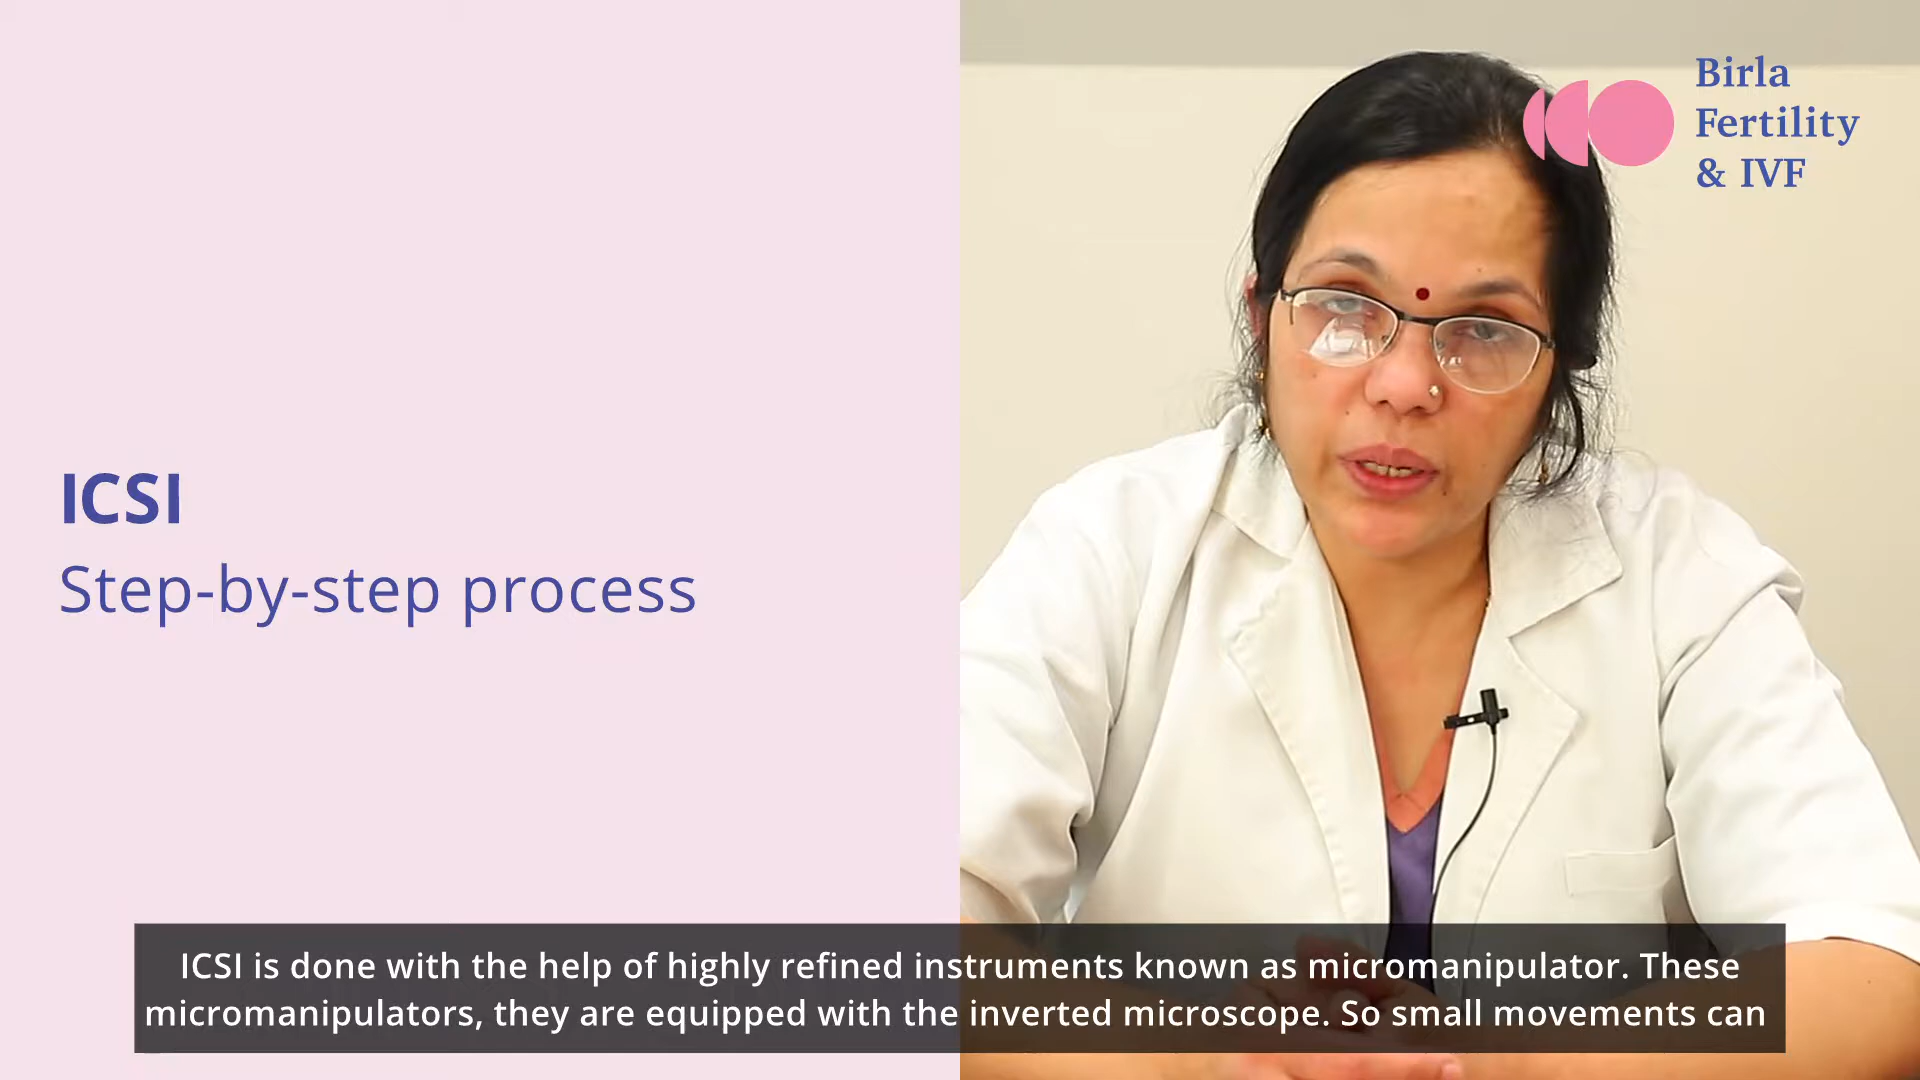 Birla
Fertility
& IVF
ICSI
Step-by-step process
ICSI is done with the help of highly refined instruments known as micromanipulator. These
micromanipulators, they are equipped with the inverted microscope. So small movements can